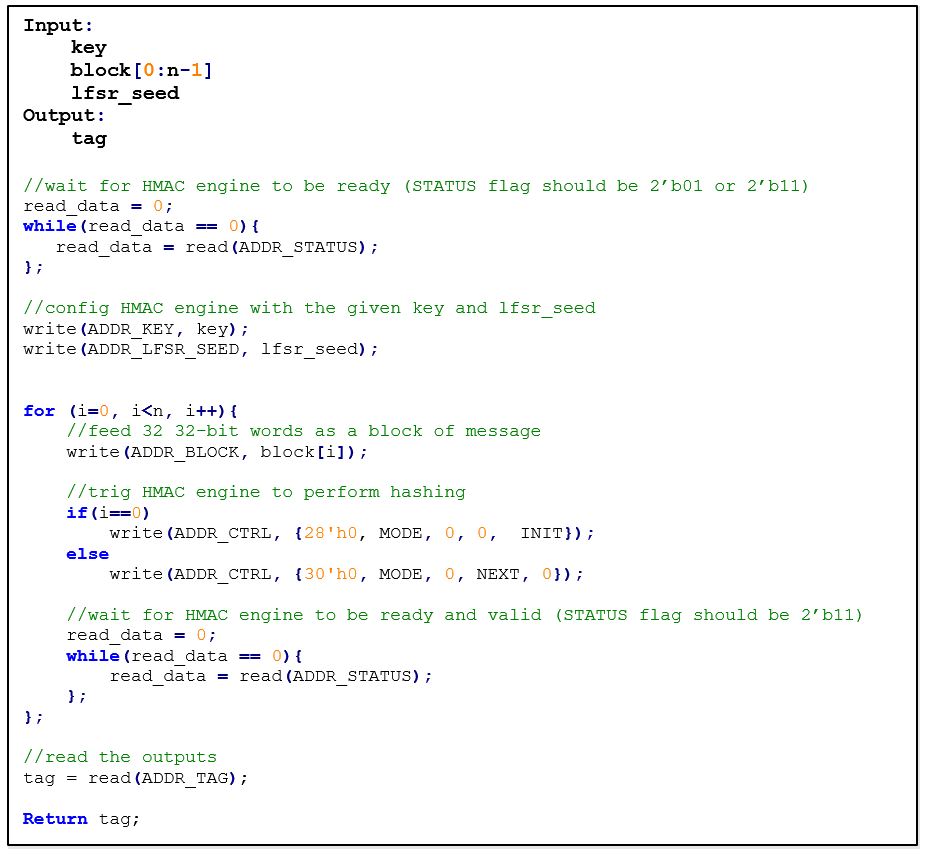 Input:
    key
    block[0:n-1]
    lfsr_seed
Output:
    tag

//wait for HMAC engine to be ready (STATUS flag should be 2’b01 or 2’b11)
read_data = 0;
while(read_data == 0){
   read_data = read(ADDR_STATUS);
};

//config HMAC engine with the given key and lfsr_seed
write(ADDR_KEY, key);
write(ADDR_LFSR_SEED, lfsr_seed);

for (i=0, i<n, i++){
    //feed 32 32-bit words as a block of message
    write(ADDR_BLOCK, block[i]);

    //trig HMAC engine to perform hashing
    if(i==0)
        write(ADDR_CTRL, {28'h0, MODE, 0, 0,  INIT});
    else
        write(ADDR_CTRL, {30'h0, MODE, 0, NEXT, 0});

    //wait for HMAC engine to be ready and valid (STATUS flag should be 2’b11)
    read_data = 0;
    while(read_data == 0){
        read_data = read(ADDR_STATUS);
    };
};

//read the outputs
tag = read(ADDR_TAG);

Return tag;